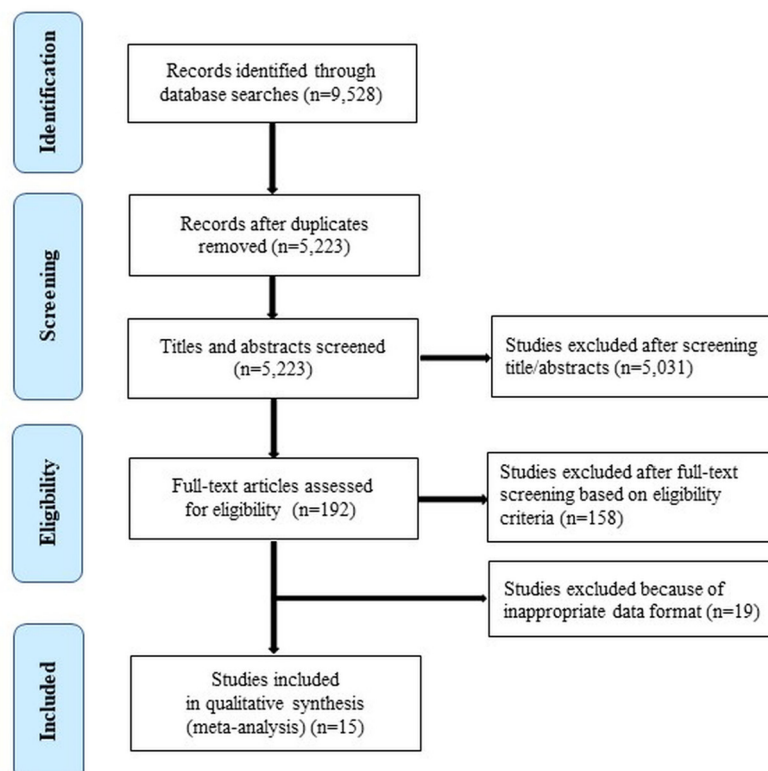 Identification
Records identified through
database searches (n=9,528)
Screening
Records after duplicates
removed (n=5,223)
Titles and abstracts screened
(n=5,223)
Studies excluded after screening
title/abstracts (n=5,031)
Eligibility
Full-text articles assessed
for eligibility (n=192)
Studies excluded after full-text
screening based on eligibility
criteria (n=158)
Studies excluded because of
inappropriate data format (n=19)
Included
Studies included
in qualitative synthesis
(meta-analysis) (n=15)